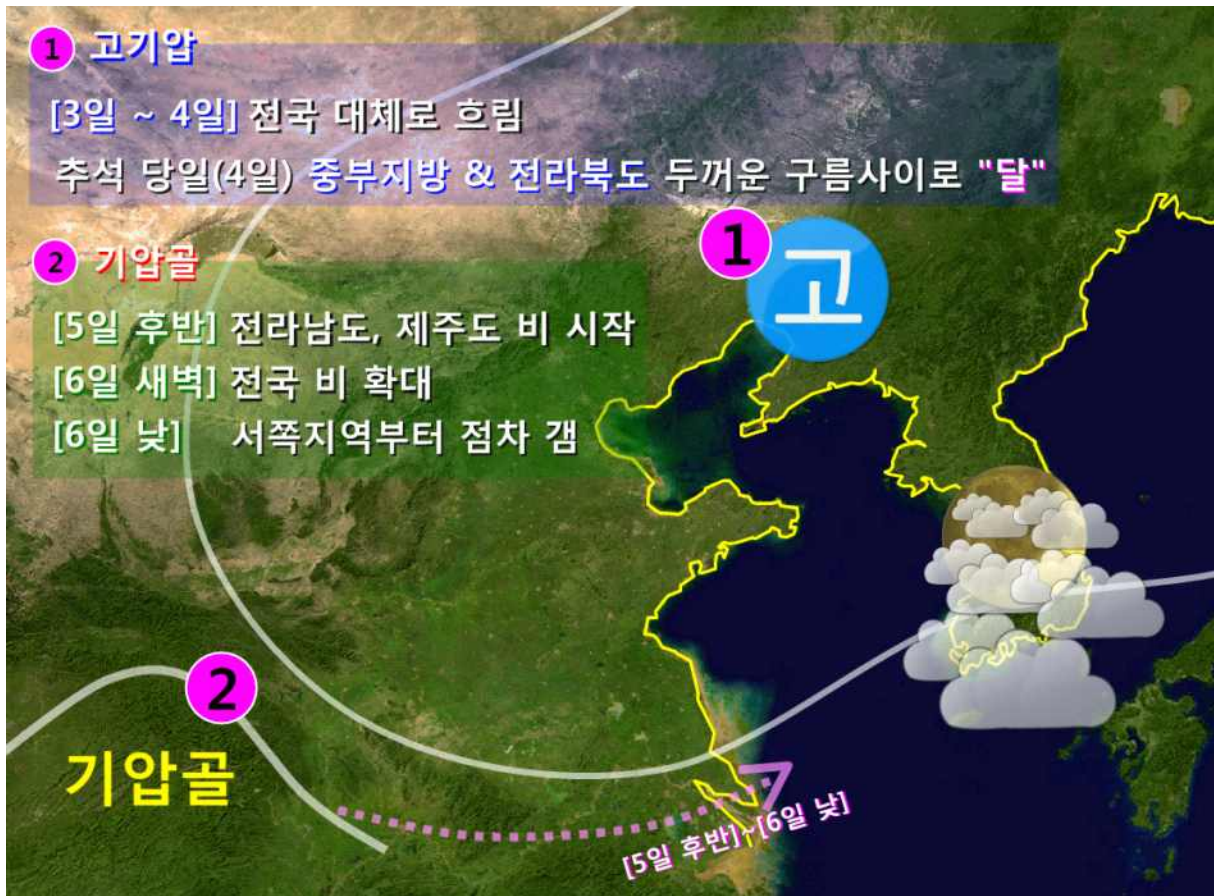 1 고기압
[3일 ~ 4일] 전국 대체로 흐림
추석 당일(4일) 중부지방 & 전라북도 두꺼운 구름사이로 "달"
2 기압골
[5일 후반] 전라남도, 제주도 비 시작
[6일 새벽] 전국 비 확대
[6일 낮] 서쪽지역부터 점차 갬
1
고
2
기압골
[5일 후반]~[6일 낮]